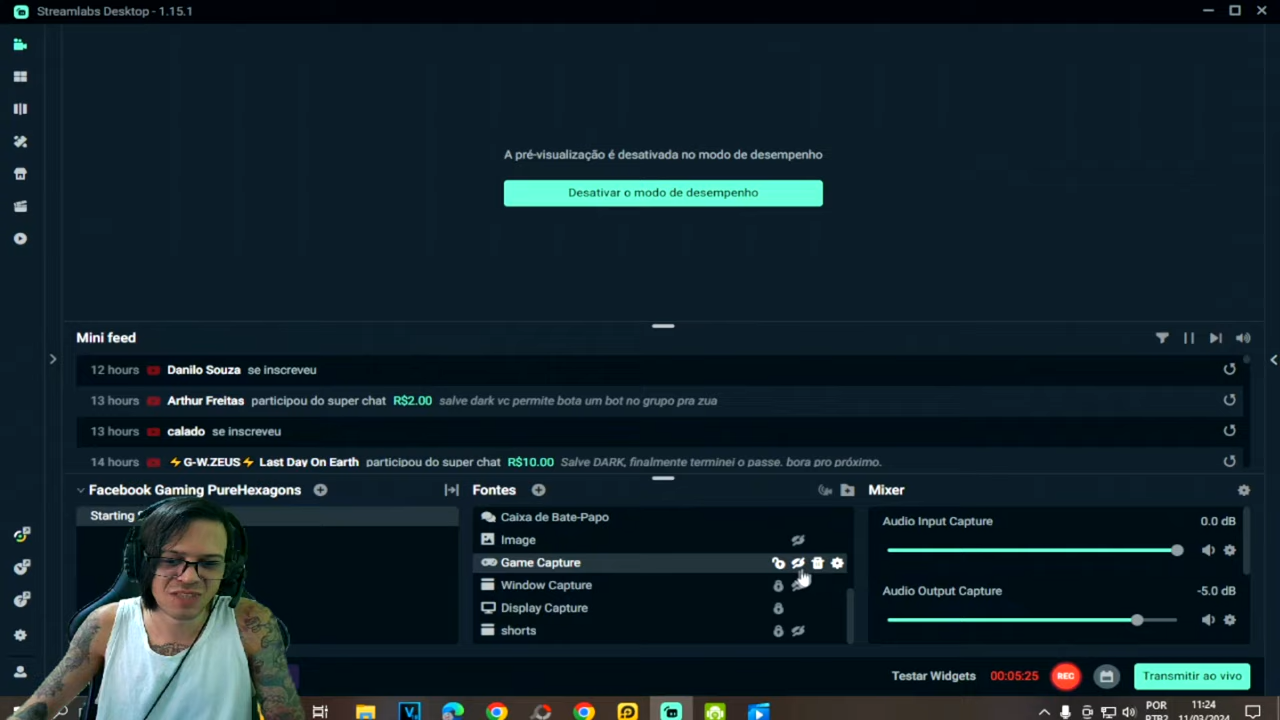 Streamlabs Desktop - 1.15.1
A pré-visualização é desativada no modo de desempenho
Desativar o modo de desempenho
Mini feed
12 hours Danilo Souza se inscreveu
13 hours Arthur Freitas participou do super chat R$2.00 salve dark vc permite bota um bot no grupo pra zua
13 hours calado se inscreveu
14 hours ⚡G-W.ZEUS⚡ Last Day On Earth participou do super chat R$10.00 Salve DARK, finalmente terminei o passe. bora pro próximo.
Facebook Gaming PureHexagons
Starting
Fontes
Caixa de Bate-Papo
Image
Game Capture
Window Capture
Display Capture
shorts
Mixer
Audio Input Capture 0.0 dB
Audio Output Capture -5.0 dB
Testar Widgets 00:05:25 REC Transmitir ao vivo
POR 11:24
PTB2 11/03/2024